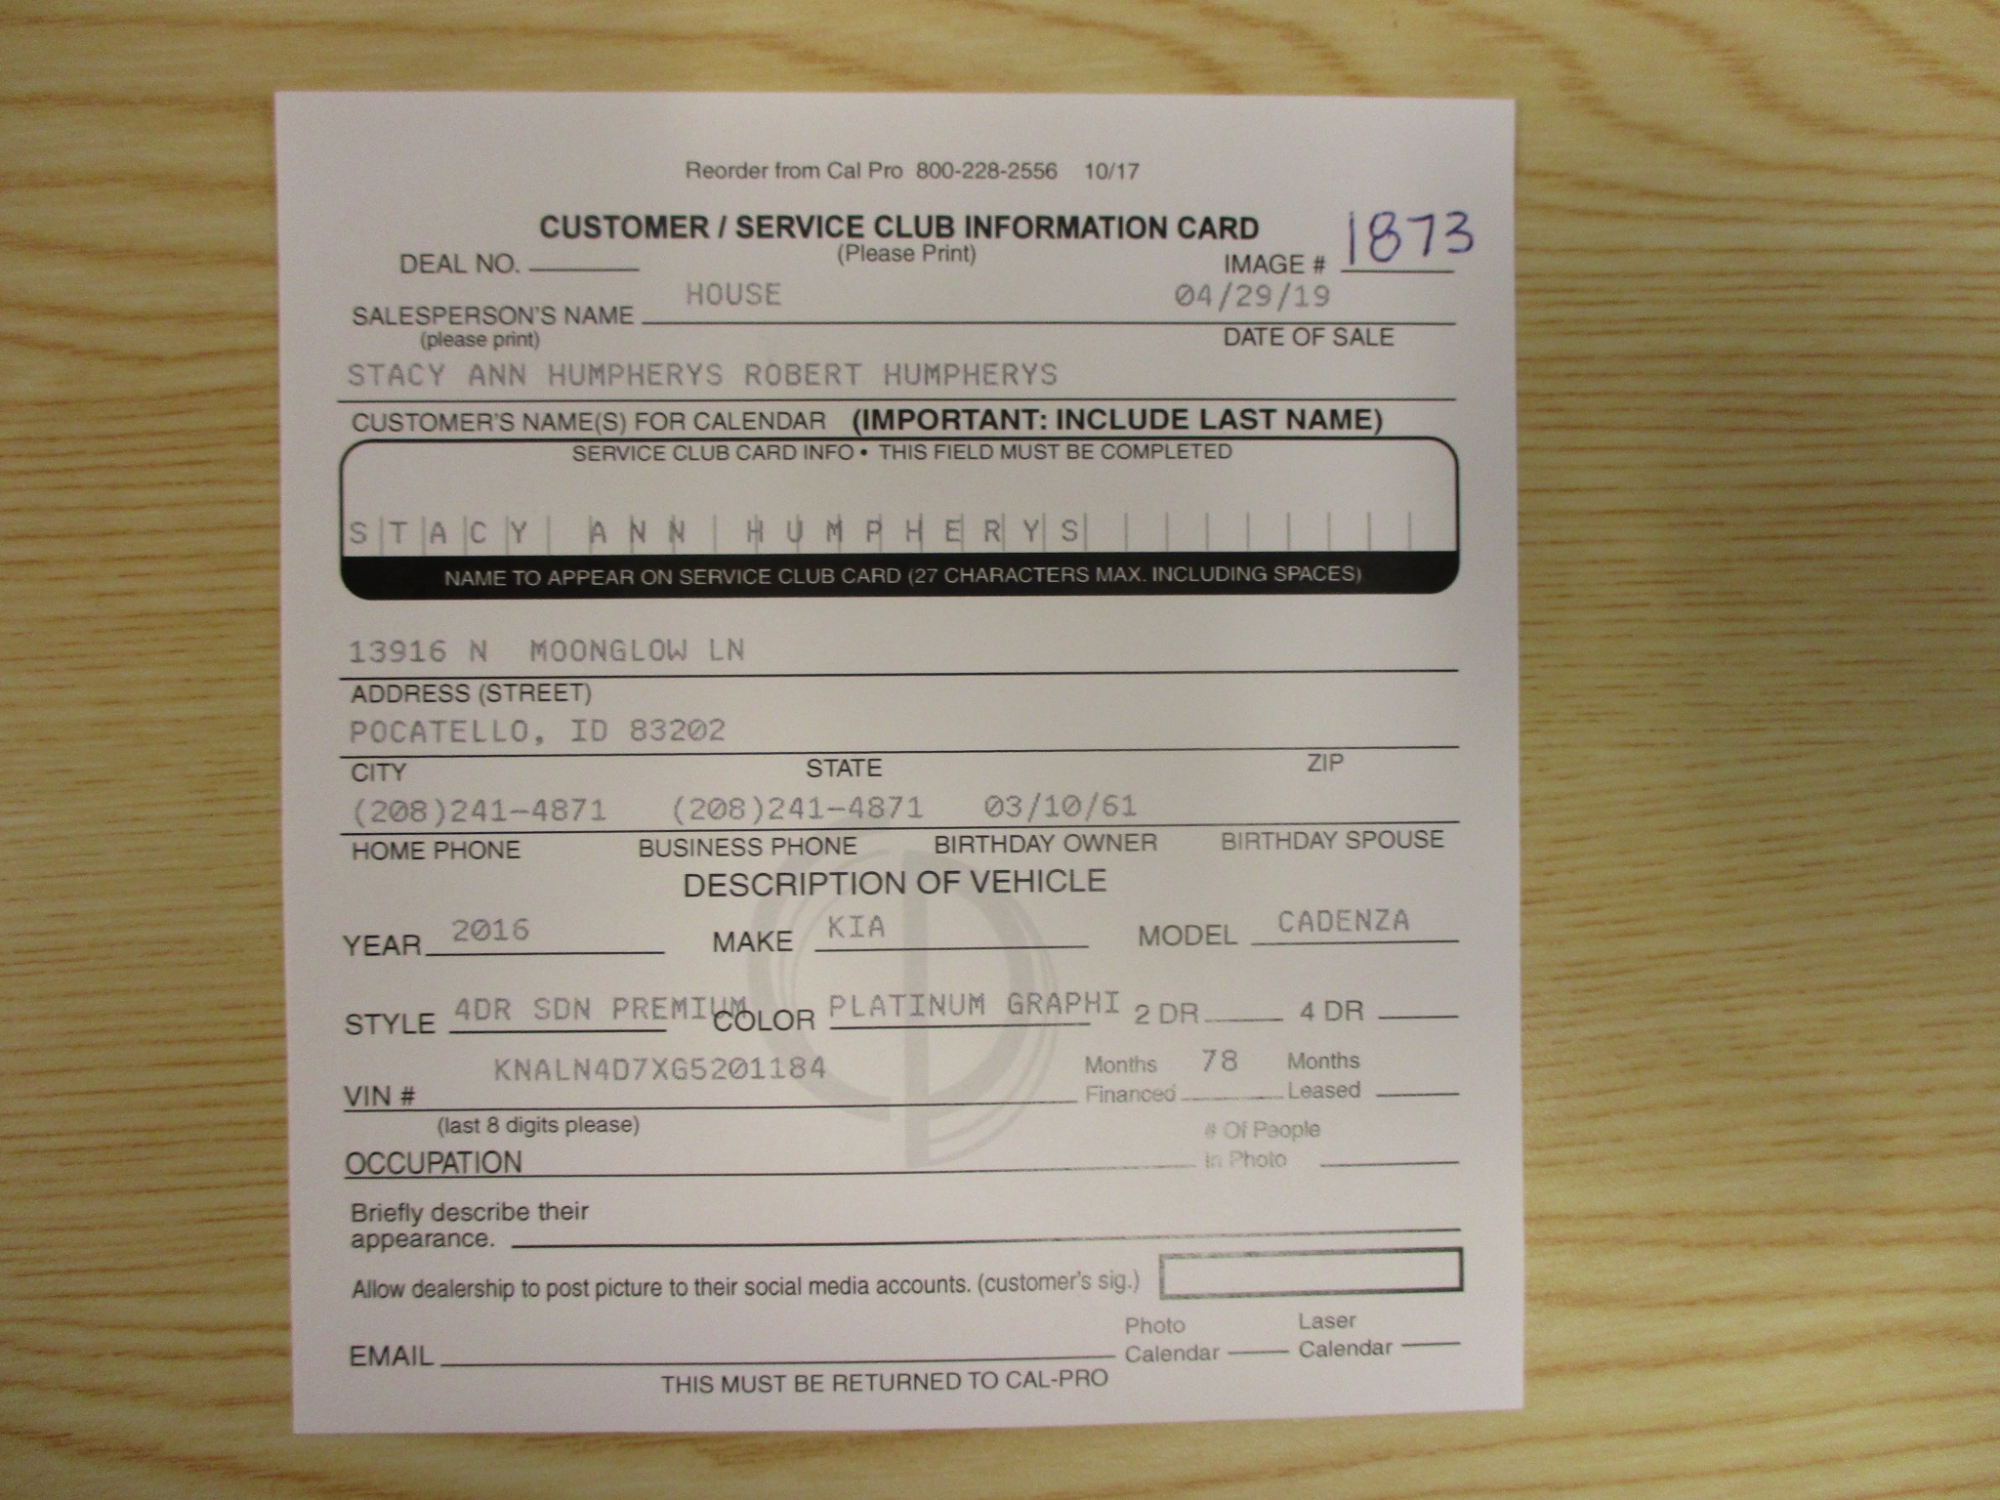 Reorder from Cal Pro 800-228-2556 10/17
CUSTOMER / SERVICE CLUB INFORMATION CARD
(Please Print)
DEAL NO.
IMAGE # 1873
HOUSE 04/29/19
SALESPERSON'S NAME
(please print)
DATE OF SALE
STACY ANN HUMPHERYS ROBERT HUMPHERYS
CUSTOMER'S NAME(S) FOR CALENDAR (IMPORTANT: INCLUDE LAST NAME)
SERVICE CLUB CARD INFO • THIS FIELD MUST BE COMPLETED
STACY ANN HUMPHERYS
NAME TO APPEAR ON SERVICE CLUB CARD (27 CHARACTERS MAX. INCLUDING SPACES)
13916 N MOONGLOW LN
ADDRESS (STREET)
POCATELLO, ID 83202
CITY STATE ZIP
(208)241-4871 (208)241-4871 03/10/61
HOME PHONE BUSINESS PHONE BIRTHDAY OWNER BIRTHDAY SPOUSE
DESCRIPTION OF VEHICLE
YEAR 2016 MAKE KIA MODEL CADENZA
STYLE 4DR SDN PREMIUM COLOR PLATINUM GRAPHI 2 DR 4 DR
VIN # KNALN4D7XG5201184 Months Financed 78 Months Leased
(last 8 digits please)
OCCUPATION # Of People In Photo
Briefly describe their
appearance.
Allow dealership to post picture to their social media accounts. (customer's sig.)
EMAIL Photo Calendar Laser Calendar
THIS MUST BE RETURNED TO CAL-PRO